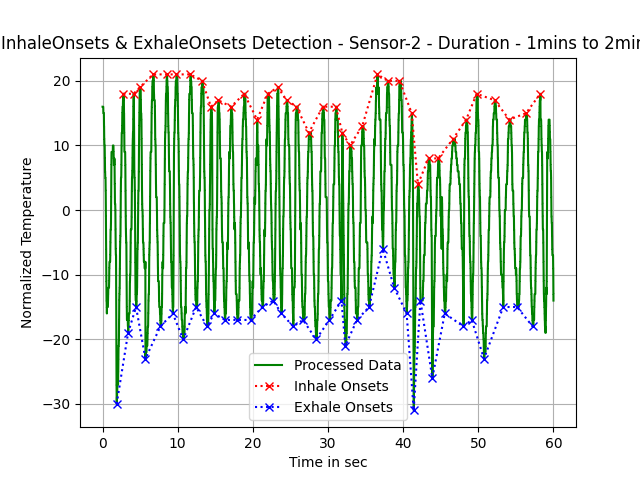 InhaleOnsets & ExhaleOnsets Detection - Sensor-2 - Duration - 1mins to 2min
Normalized Temperature
20
10
0
−10
−20
−30
Processed Data
Inhale Onsets
Exhale Onsets
0 10 20 30 40 50 60
Time in sec